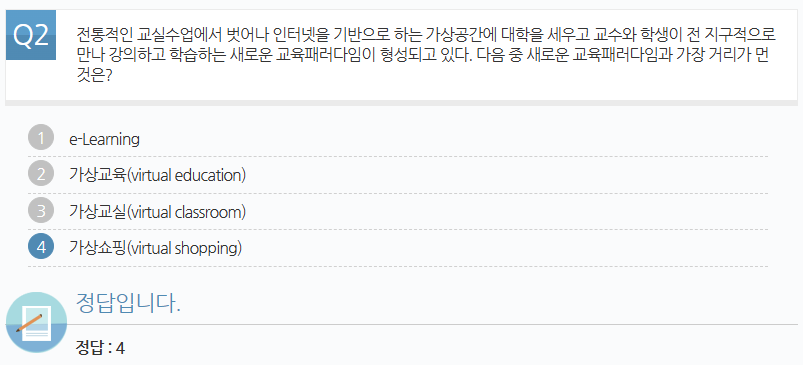 Q2
전통적인 교실수업에서 벗어나 인터넷을 기반으로 하는 가상공간에 대학을 세우고 교수와 학생이 전 지구적으로
만나 강의하고 학습하는 새로운 교육패러다임이 형성되고 있다. 다음 중 새로운 교육패러다임과 가장 거리가 먼
것은?
1 e-Learning
2 가상교육(virtual education)
3 가상교실(virtual classroom)
4 가상쇼핑(virtual shopping)
정답입니다.
정답 : 4